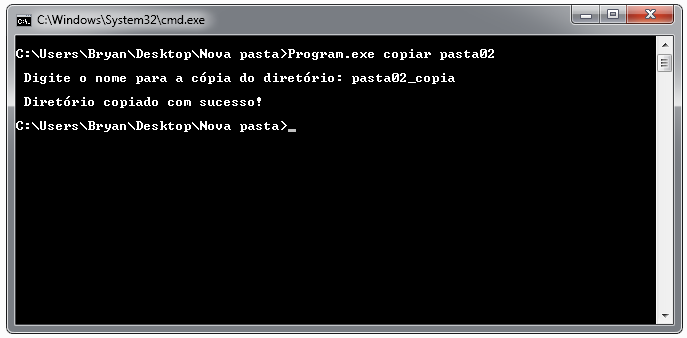 C:\Windows\System32\cmd.exe
C:\Users\Bryan\Desktop\Nova pasta>Program.exe copiar pasta02
Digite o nome para a cópia do diretório: pasta02_copia
Diretório copiado com sucesso!
C:\Users\Bryan\Desktop\Nova pasta>_